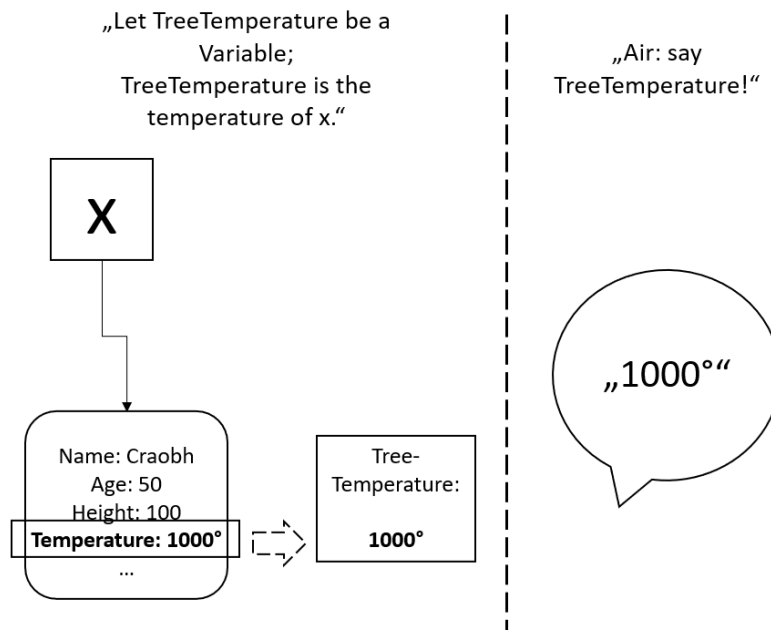 „Let TreeTemperature be a
Variable;
TreeTemperature is the
temperature of x.“
x
Name: Craobh
Age: 50
Height: 100
Temperature: 1000°
...
Tree-
Temperature:
1000°
„Air: say
TreeTemperature!“
„1000°“